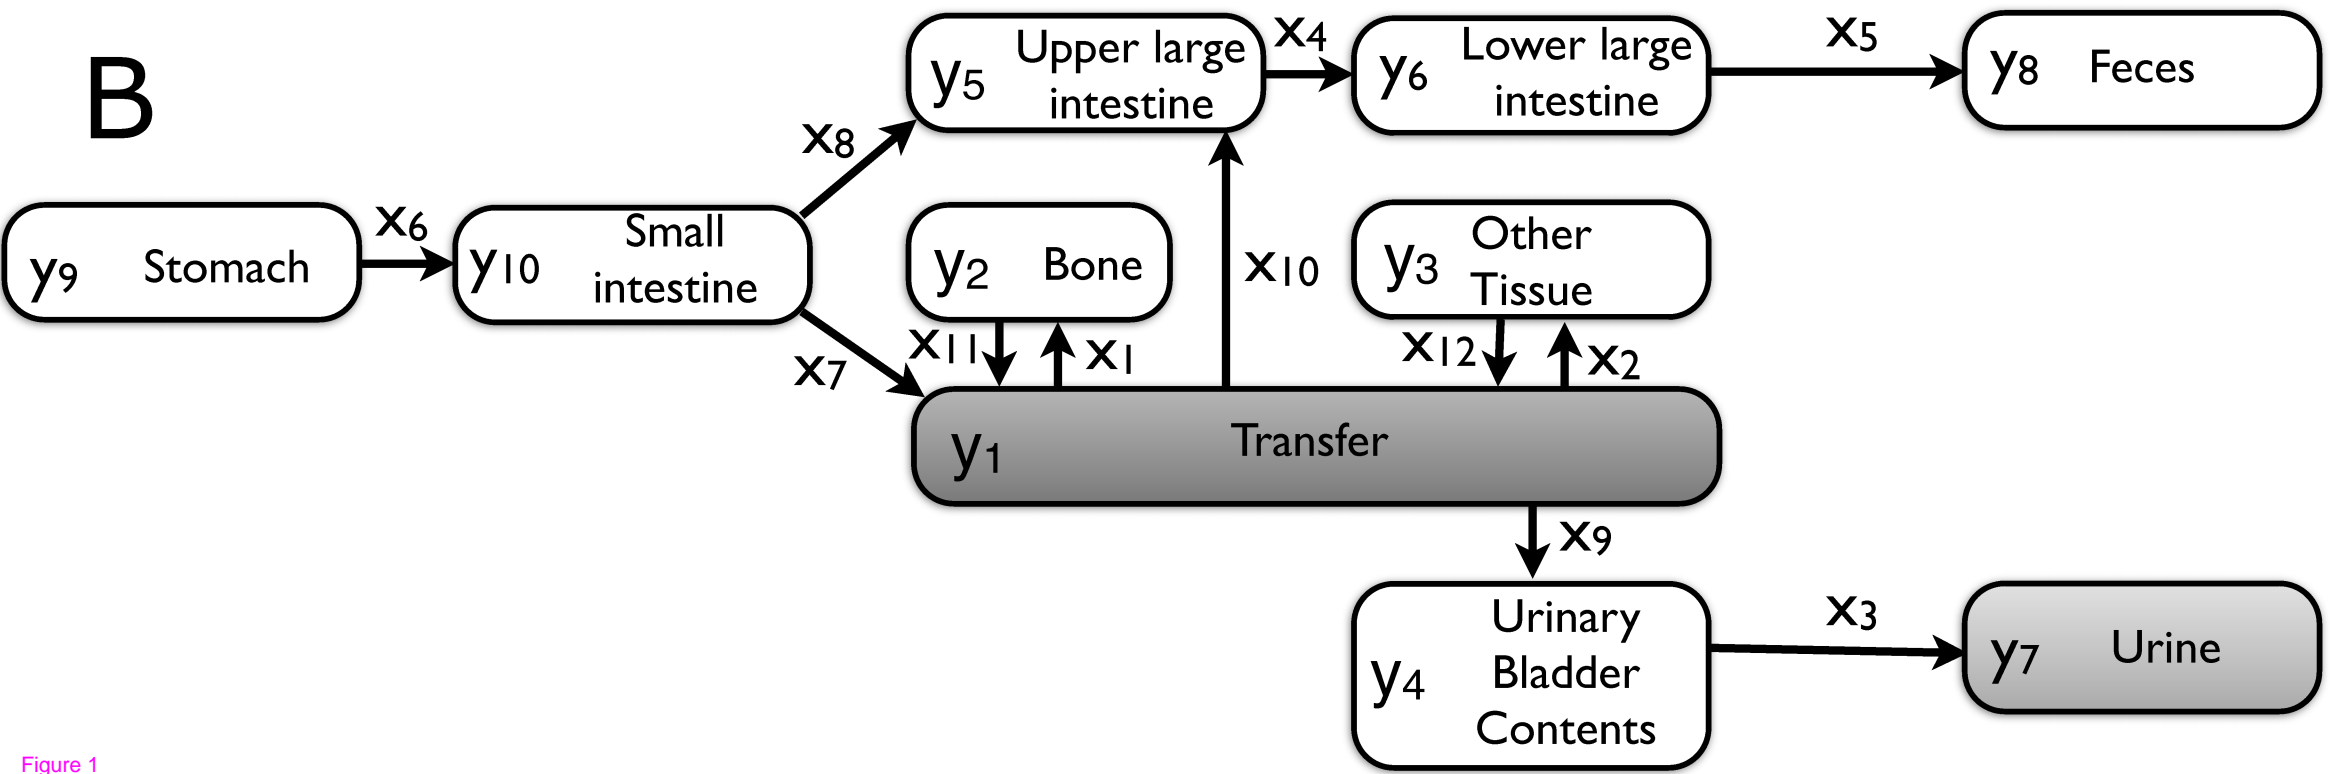 B
y5 Upper large
intestine
x4
y6 Lower large
intestine
x5
y8 Feces
x8
y9 Stomach
x6
y10 Small
intestine
x7
y2 Bone
x11
x1
x10
y3 Other
Tissue
x12
x2
y1 Transfer
x9
y4 Urinary
Bladder
Contents
x3
y7 Urine
Figure 1